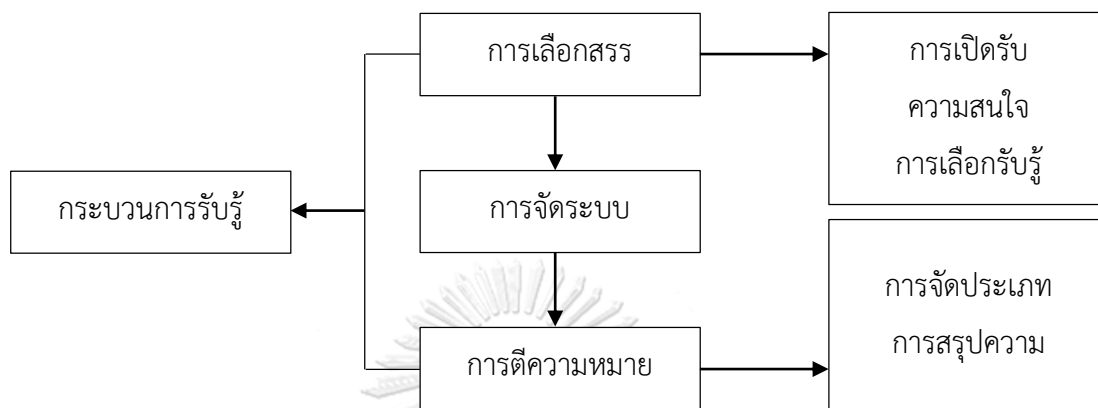 การเลือกสรร
การเปิดรับ
ความสนใจ
การเลือกรับรู้
กระบวนการรับรู้
การจัดระบบ
การจัดประเภท
การสรุปความ
การตีความหมาย